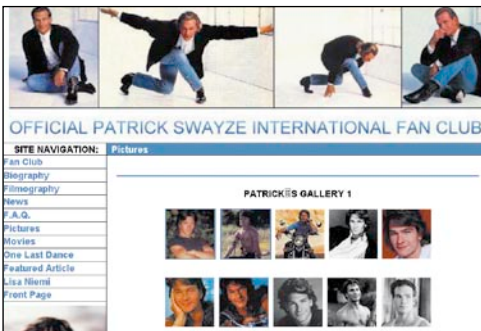 OFFICIAL PATRICK SWAYZE INTERNATIONAL FAN CLUB
SITE NAVIGATION:
Pictures
Fan Club
Biography
Filmography
News
F.A.Q.
Pictures
Movies
One Last Dance
Featured Article
Lisa Niemi
Front Page
PATRICK S GALLERY 1